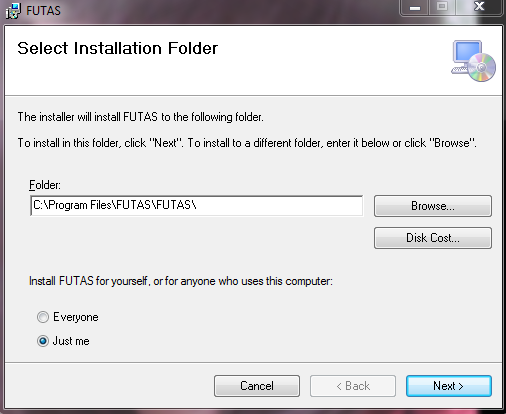 FUTAS
Select Installation Folder
The installer will install FUTAS to the following folder.
To install in this folder, click "Next". To install to a different folder, enter it below or click "Browse".
Folder:
C:\Program Files\FUTAS\FUTAS\
Browse...
Disk Cost...
Install FUTAS for yourself, or for anyone who uses this computer:
Everyone
Just me
Cancel
< Back
Next >